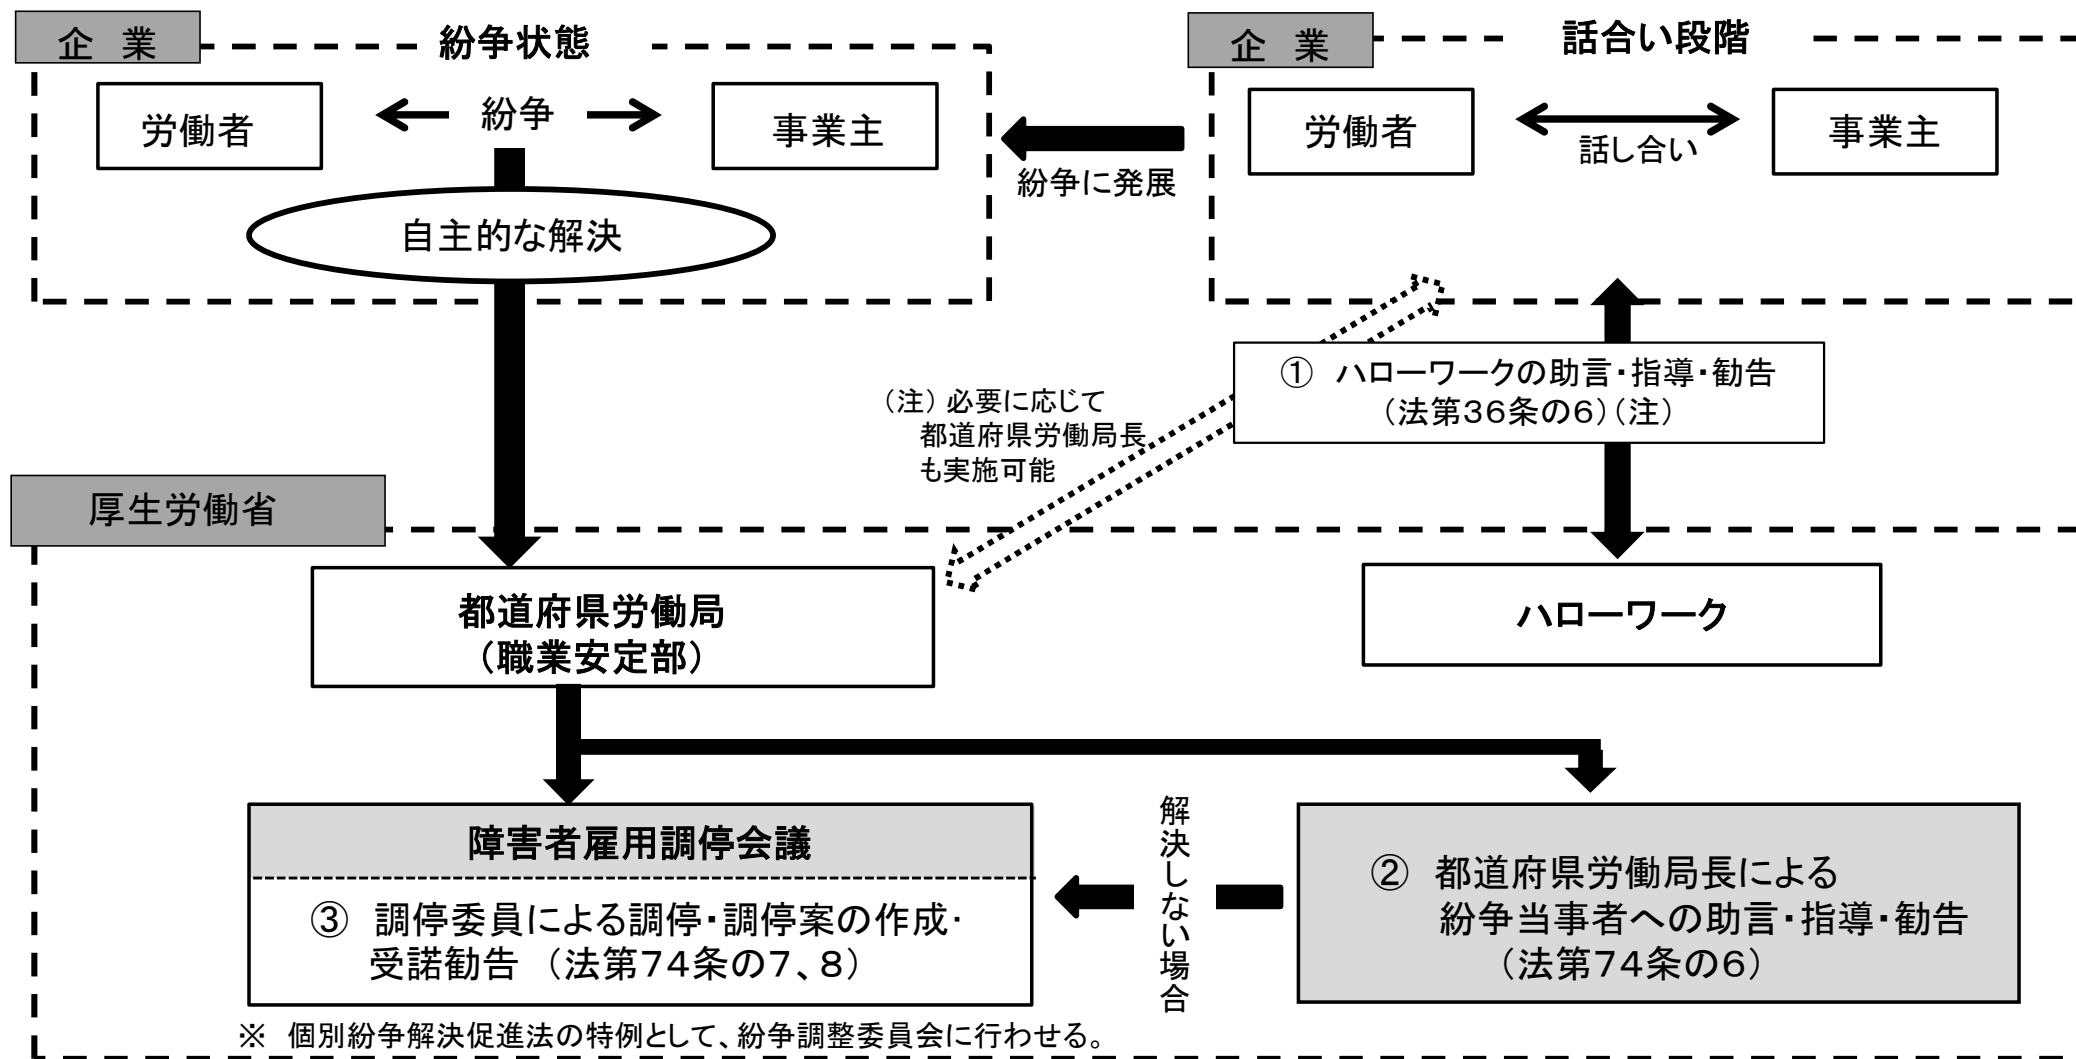 企　業
紛争状態
労働者
紛争
事業主
自主的な解決
紛争に発展
企　業
話合い段階
労働者
話し合い
事業主
①　ハローワークの助言・指導・勧告
（法第３６条の６）（注）
（注）必要に応じて
都道府県労働局長
も実施可能
厚生労働省
都道府県労働局
（職業安定部）
ハローワーク
障害者雇用調停会議
③　調停委員による調停・調停案の作成・
受諾勧告　（法第７４条の７、８）
解決しない場合
②　都道府県労働局長による
紛争当事者への助言・指導・勧告
（法第７４条の６）
※　個別紛争解決促進法の特例として、紛争調整委員会に行わせる。